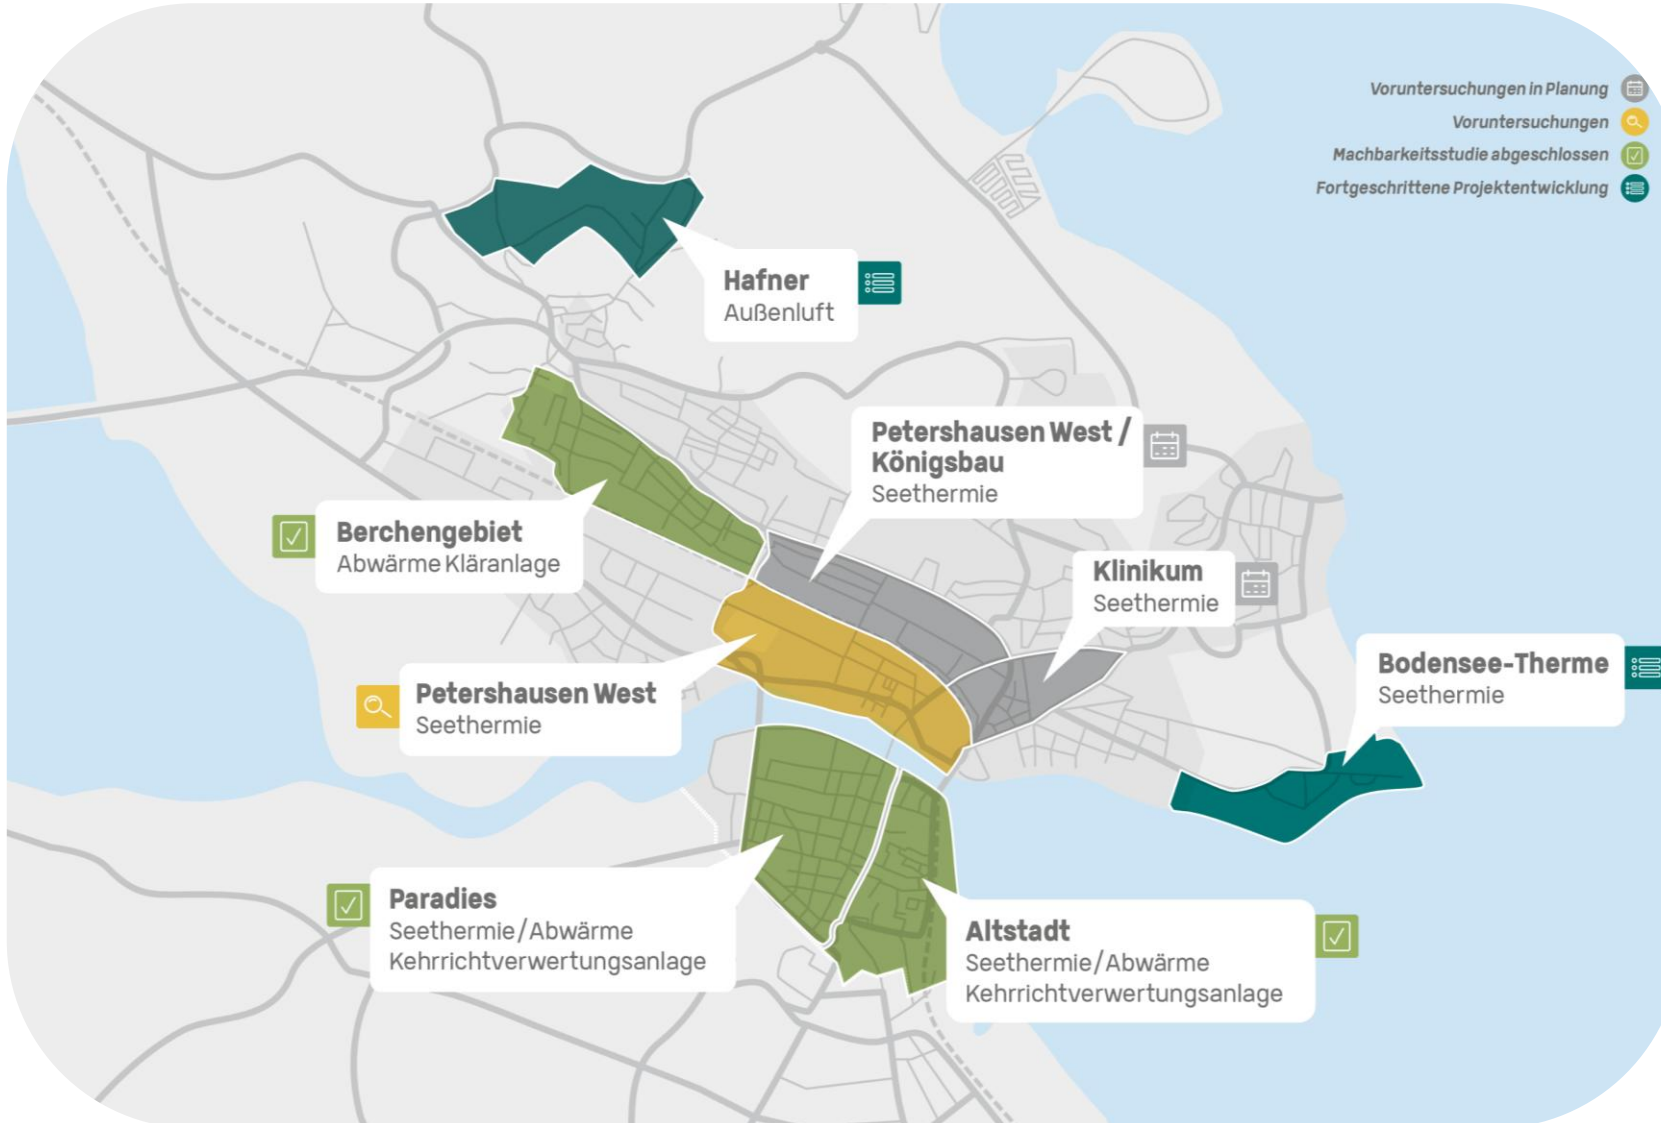 Voruntersuchungen in Planung
Voruntersuchungen
Machbarkeitsstudie abgeschlossen
Fortgeschrittene Projektentwicklung
Hafner
Außenluft
Petershausen West /
Königsbau
Seethermie
Berchengebiet
Abwärme Kläranlage
Klinikum
Seethermie
Bodensee-Therme
Seethermie
Petershausen West
Seethermie
Paradies
Seethermie/Abwärme
Kehrrichtverwertungsanlage
Altstadt
Seethermie/Abwärme
Kehrrichtverwertungsanlage